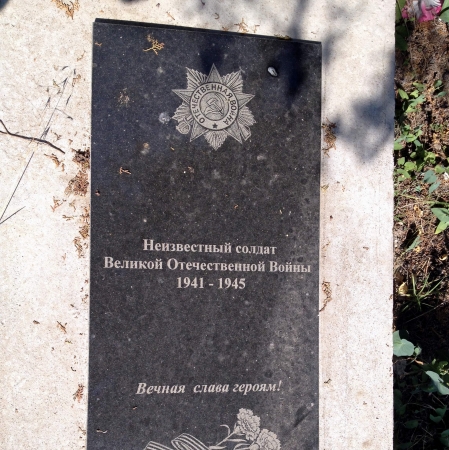 ОТЕЧЕСТВЕННАЯ ВОЙНА
Неизвестный солдат
Великой Отечественной Войны
1941 - 1945
Вечная слава героям!